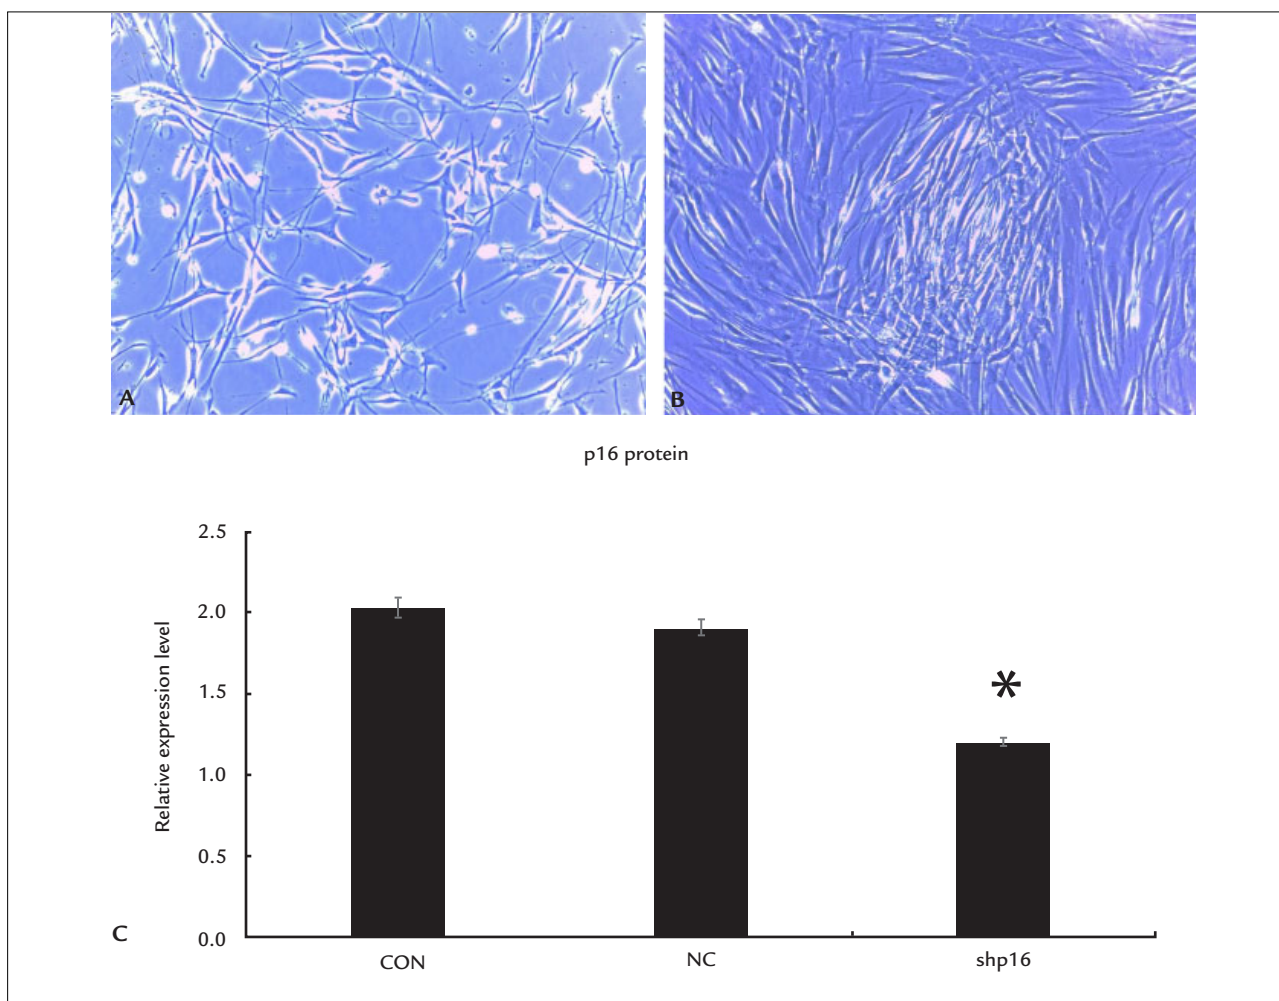 A
B
p16 protein
Relative expression level
2.5
2.0
1.5
1.0
0.5
0.0
*
C
CON
NC
shp16